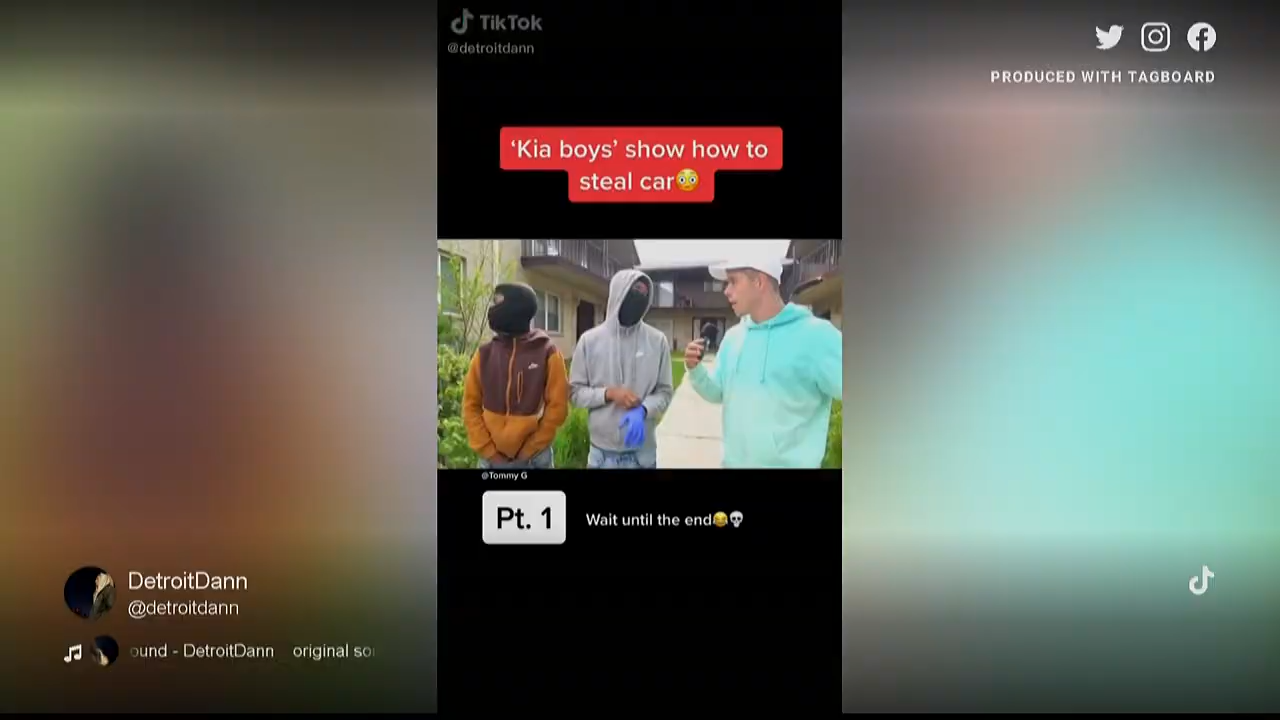 TikTok
@detroitdann
PRODUCED WITH TAGBOARD
‘Kia boys’ show how to
steal car😳
@Tommy G
Pt. 1
Wait until the end😂💀
DetroitDann
@detroitdann
ound - DetroitDann original so